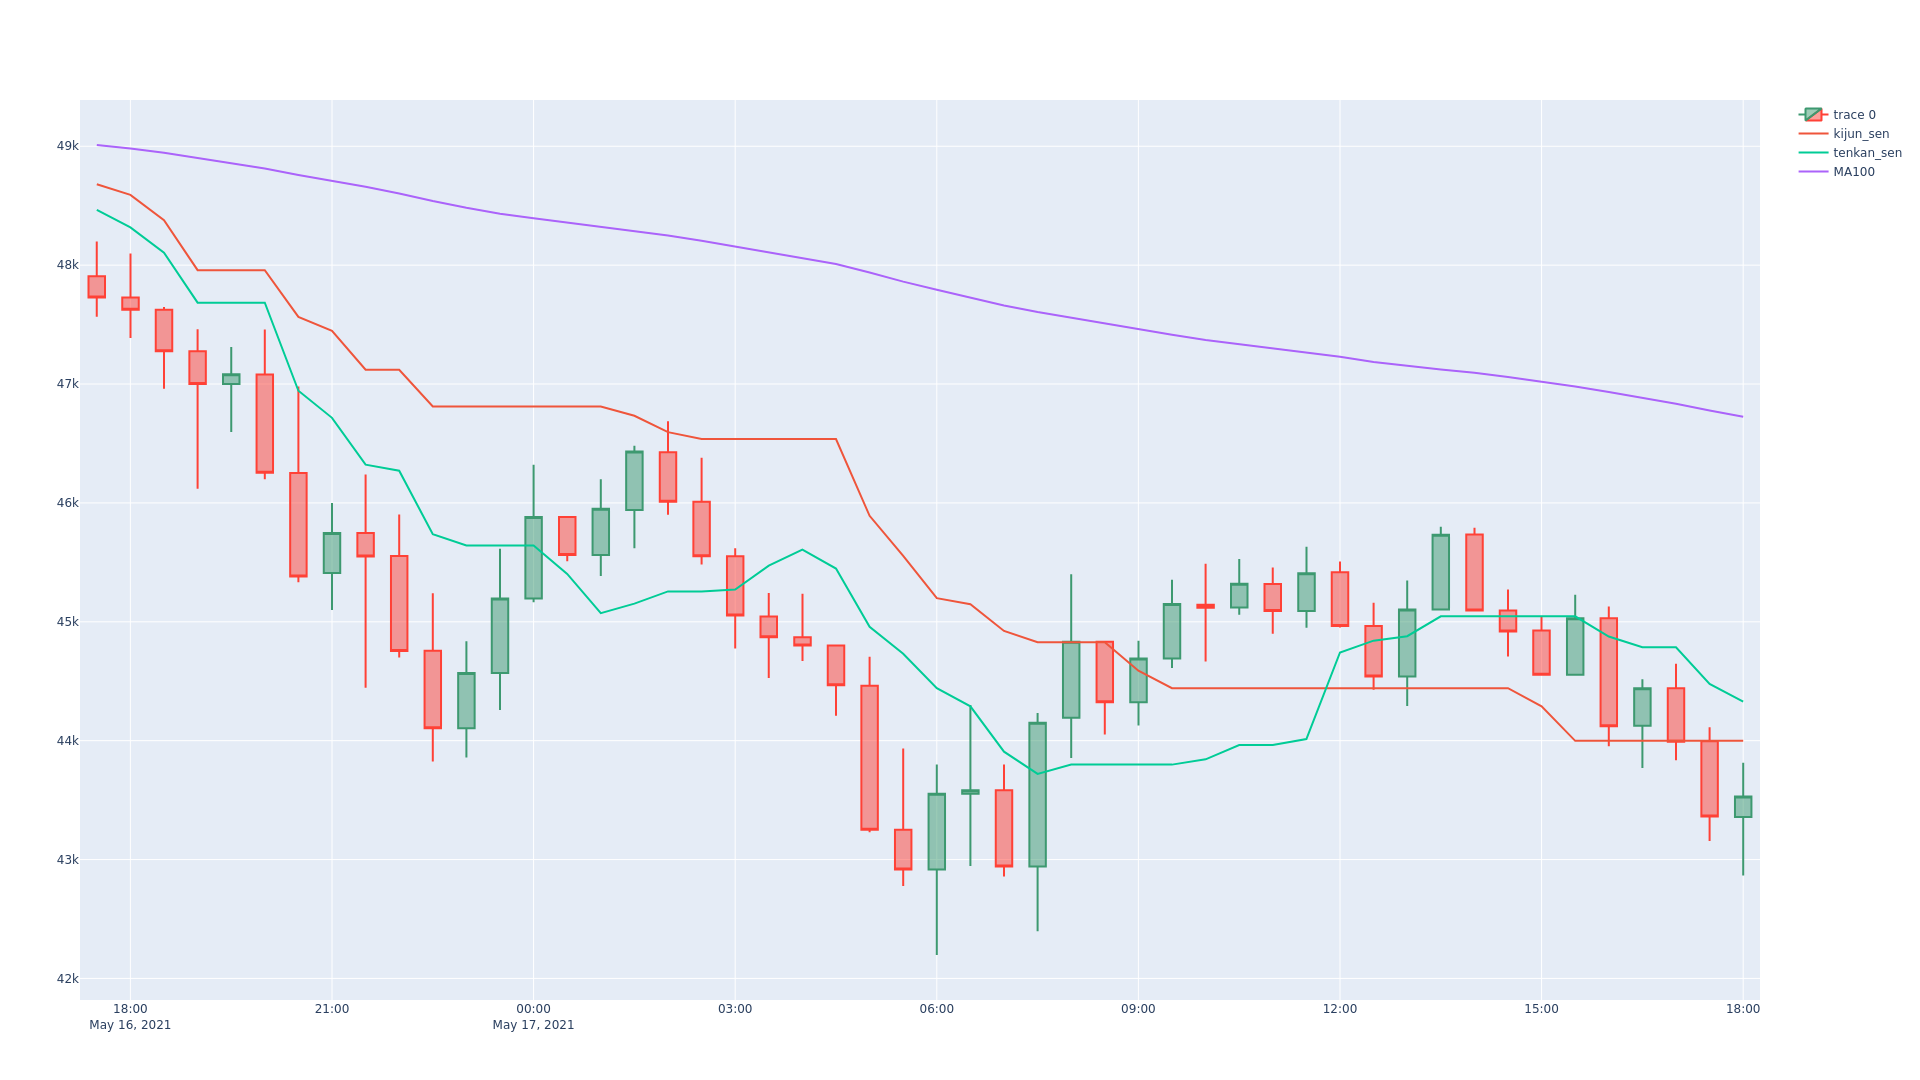 49k
48k
47k
46k
45k
44k
43k
42k
18:00 21:00 00:00 03:00 06:00 09:00 12:00 15:00 18:00
May 16, 2021 May 17, 2021
trace 0
kijun_sen
tenkan_sen
MA100